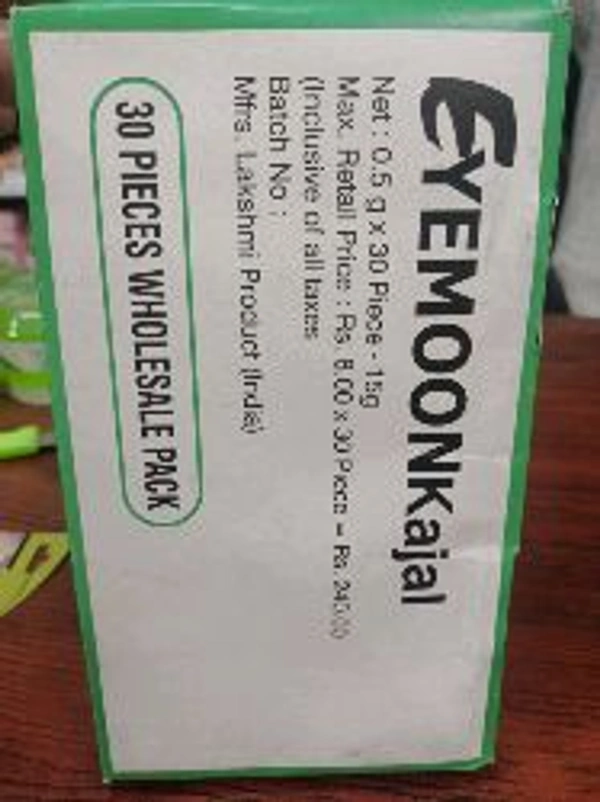 EYEMOONKajal
Net : 0.5 g x 30 Piece - 15g
Max. Retail Price : Rs. 8.00 x 30 Piece = Rs. 240.00
(Inclusive of all taxes
Batch No :
Mfrs. Lakshmi Product (India)
30 PIECES WHOLESALE PACK